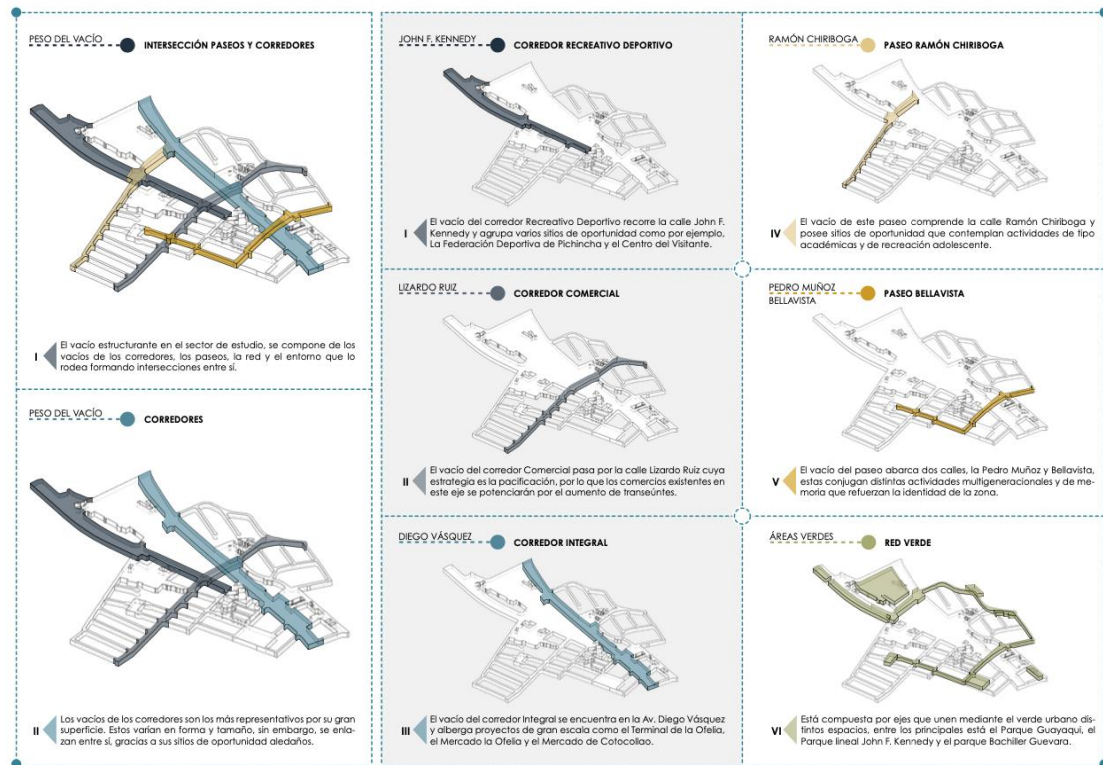 PESO DEL VACÍO
INTERSECCIÓN PASEOS Y CORREDORES
I
El vacío estructurante en el sector de estudio, se compone de los
vacíos de los corredores, los paseos, la red y el entorno que lo
rodea formando intersecciones entre sí.
PESO DEL VACÍO
CORREDORES
II
Los vacíos de los corredores son los más representativos por su gran
superficie. Estos varían en forma y tamaño, sin embargo, se enla-
zan entre sí, gracias a sus sitios de oportunidad aledaños.
JOHN F. KENNEDY
CORREDOR RECREATIVO DEPORTIVO
I
El vacío del corredor Recreativo Deportivo recorre la calle John F.
Kennedy y agrupa varios sitios de oportunidad como por ejemplo,
La Federación Deportiva de Pichincha y el Centro del Visitante.
LIZARDO RUIZ
CORREDOR COMERCIAL
II
El vacío del corredor Comercial pasa por la calle Lizardo Ruiz cuya
estrategia es la pacificación, por lo que los comercios existentes en
este eje se potenciarán por el aumento de transeúntes.
DIEGO VÁSQUEZ
CORREDOR INTEGRAL
III
El vacío del corredor Integral se encuentra en la Av. Diego Vásquez
y alberga proyectos de gran escala como el Terminal de la Ofelia,
el Mercado la Ofelia y el Mercado de Cotocollao.
RAMÓN CHIRIBOGA
PASEO RAMÓN CHIRIBOGA
IV
El vacío de este paseo comprende la calle Ramón Chiriboga y
posee sitios de oportunidad que contemplan actividades de tipo
académicas y de recreación adolescente.
PEDRO MUÑOZ
BELLAVISTA
PASEO BELLAVISTA
V
El vacío del paseo abarca dos calles, la Pedro Muñoz y Bellavista,
estas conjugan distintas actividades multigeneracionales y de me-
moria que refuerzan la identidad de la zona.
ÁREAS VERDES
RED VERDE
VI
Está compuesta por ejes que unen mediante el verde urbano dis-
tintos espacios, entre los principales está el Parque Guayaqui, el
Parque lineal John F. Kennedy y el parque Bachiller Guevara.